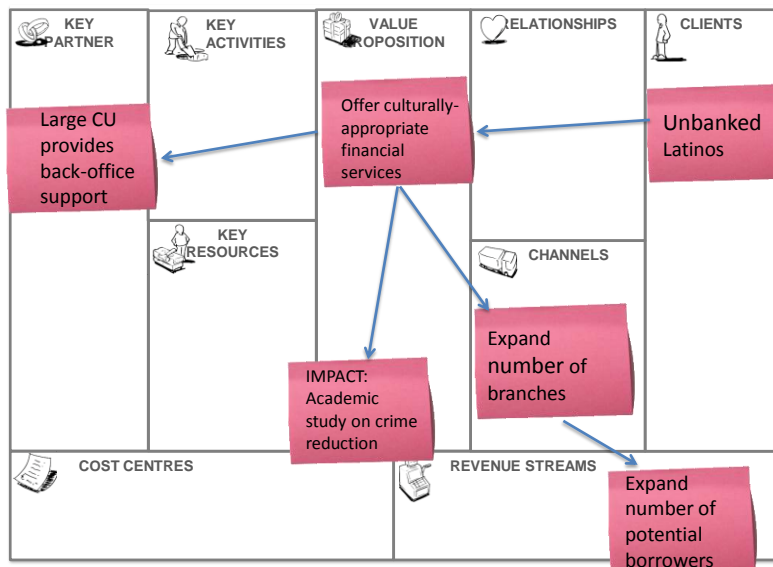 KEY
PARTNER
KEY
ACTIVITIES
VALUE
PROPOSITION
RELATIONSHIPS
CLIENTS
Large CU
provides
back-office
support
Offer culturally-
appropriate
financial
services
Unbanked
Latinos
KEY
RESOURCES
CHANNELS
Expand
number of
branches
IMPACT:
Academic
study on crime
reduction
COST CENTRES
REVENUE STREAMS
Expand
number of
potential
borrowers